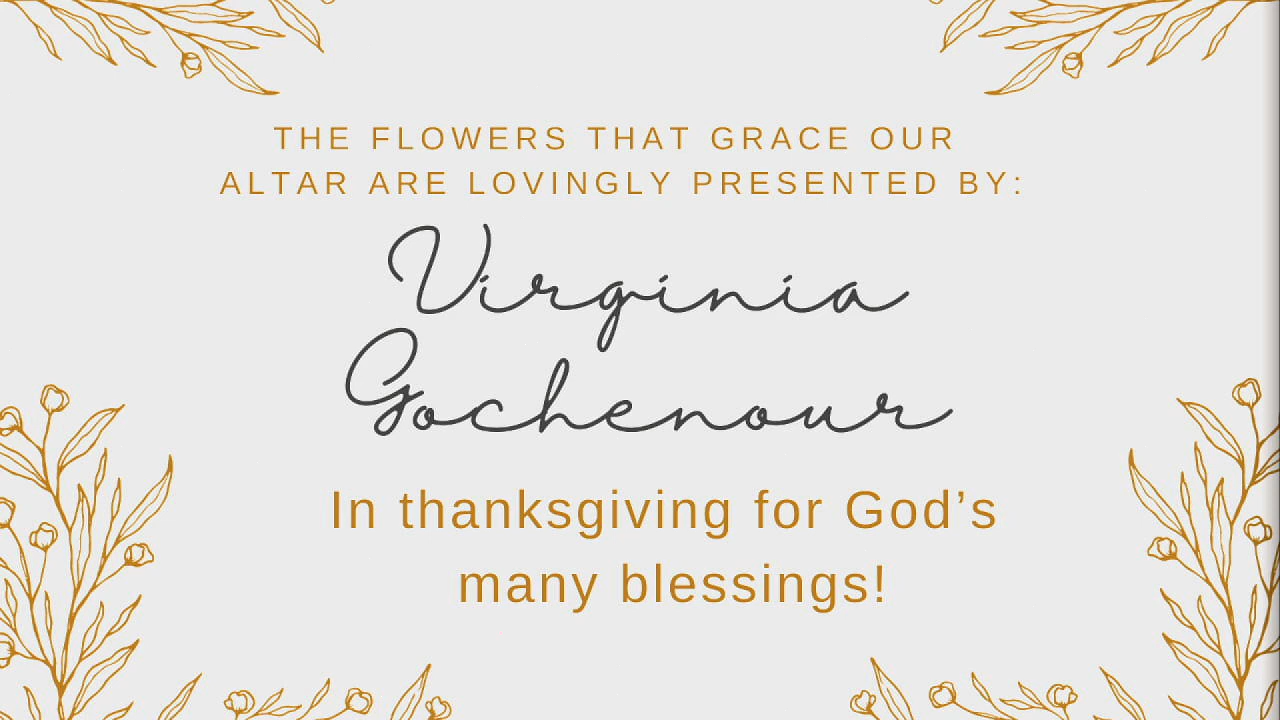 THE FLOWERS THAT GRACE OUR
ALTAR ARE LOVINGLY PRESENTED BY:
Virginia
Gochenour
In thanksgiving for God’s
many blessings!